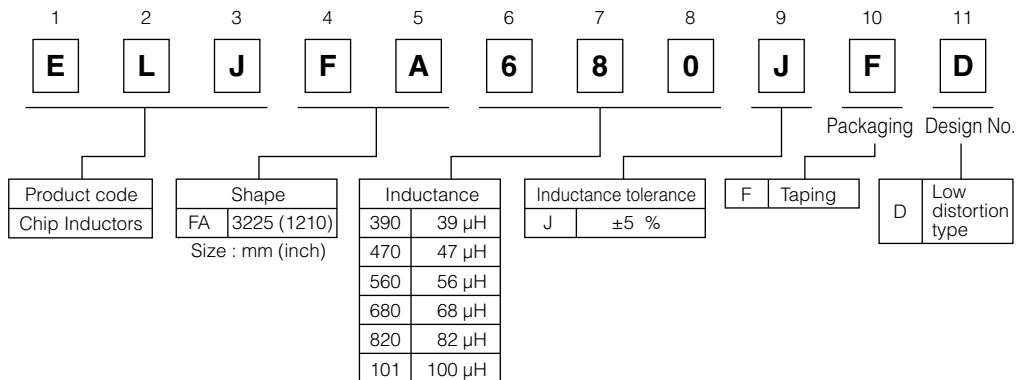 1 2 3 4 5 6 7 8 9 10 11
E L J F A 6 8 0 J F D
Packaging Design No.
Product code
Chip Inductors
Shape
FA 3225 (1210)
Size : mm (inch)
Inductance
390 39 µH
470 47 µH
560 56 µH
680 68 µH
820 82 µH
101 100 µH
Inductance tolerance
J ±5 %
F Taping
D Low
distortion
type